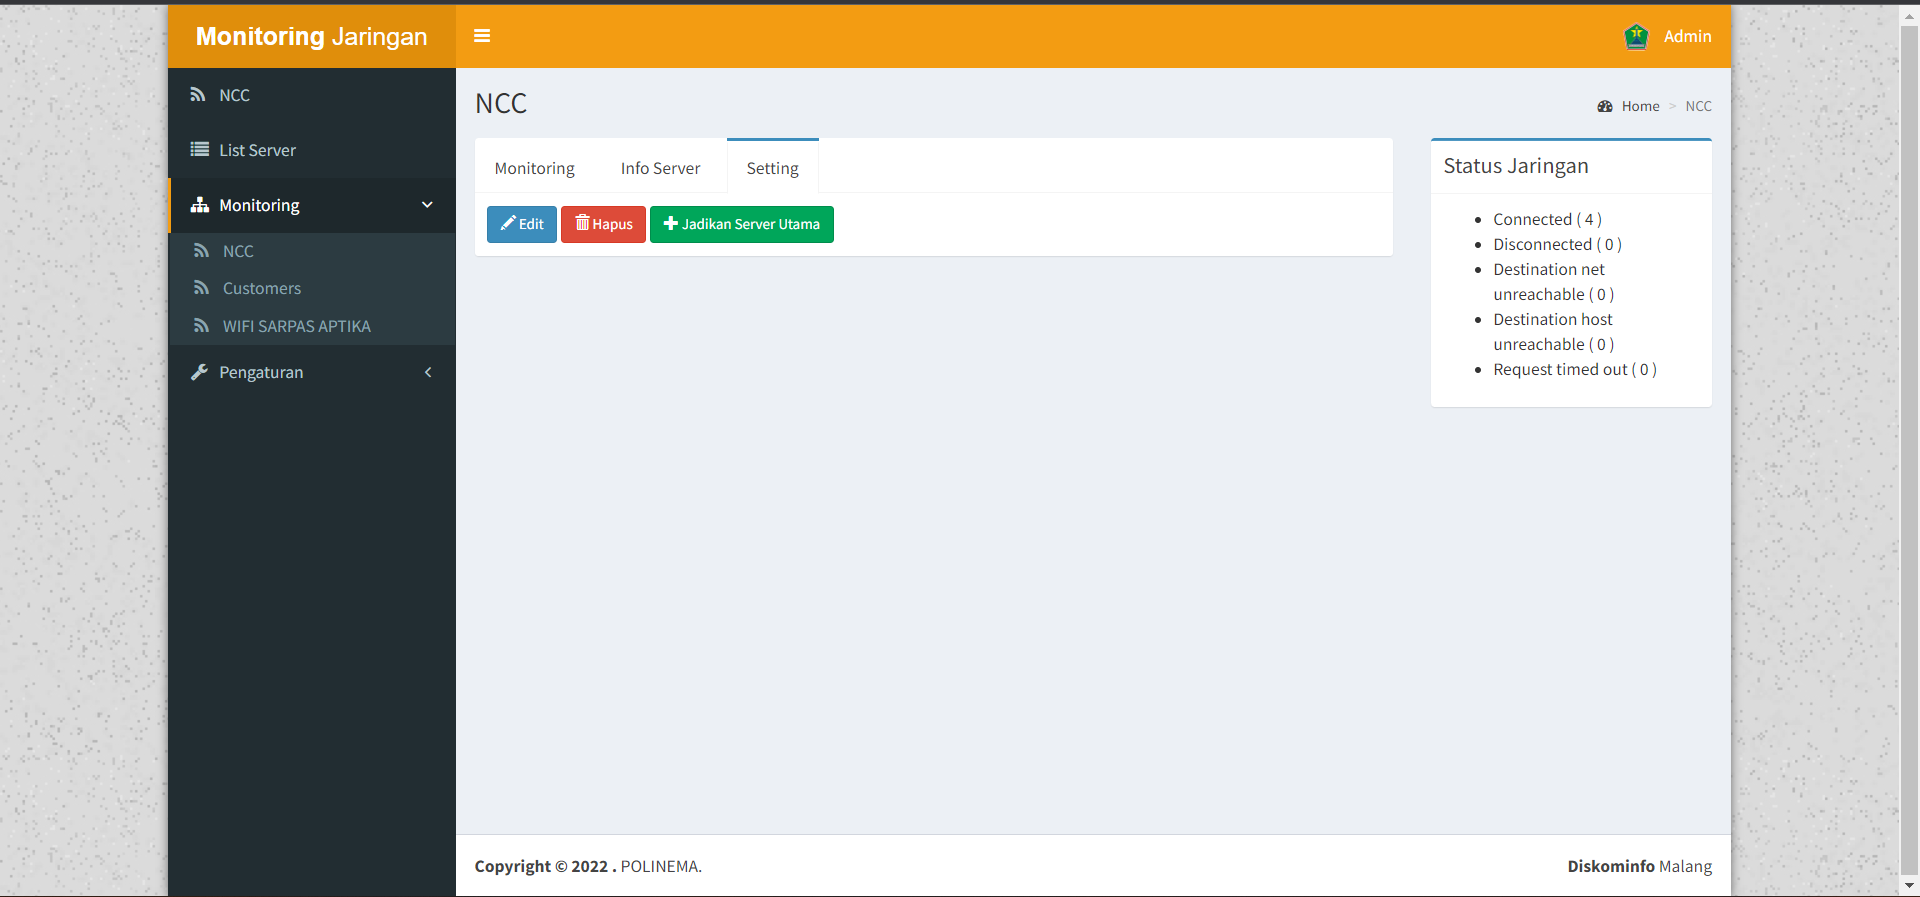 Monitoring Jaringan
Admin
NCC
List Server
Monitoring
NCC
Customers
WIFI SARPAS APTIKA
Pengaturan
NCC
Home > NCC
Monitoring
Info Server
Setting
Edit
Hapus
Jadikan Server Utama
Status Jaringan
Connected ( 4 )
Disconnected ( 0 )
Destination net
unreachable ( 0 )
Destination host
unreachable ( 0 )
Request timed out ( 0 )
Copyright © 2022 . POLINEMA.
Diskominfo Malang